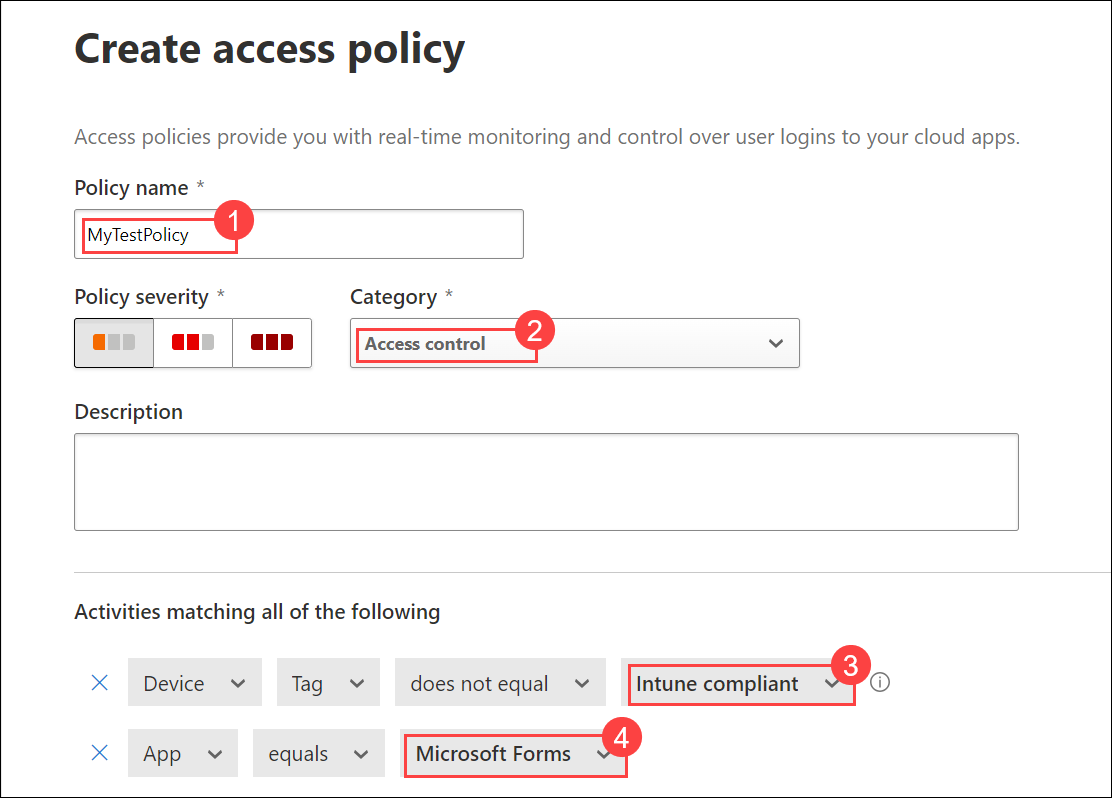 Create access policy
Access policies provide you with real-time monitoring and control over user logins to your cloud apps.
Policy name *
MyTestPolicy 1
Policy severity * Category *
Access control 2
Description
Activities matching all of the following
Device Tag does not equal Intune compliant 3
App equals Microsoft Forms 4